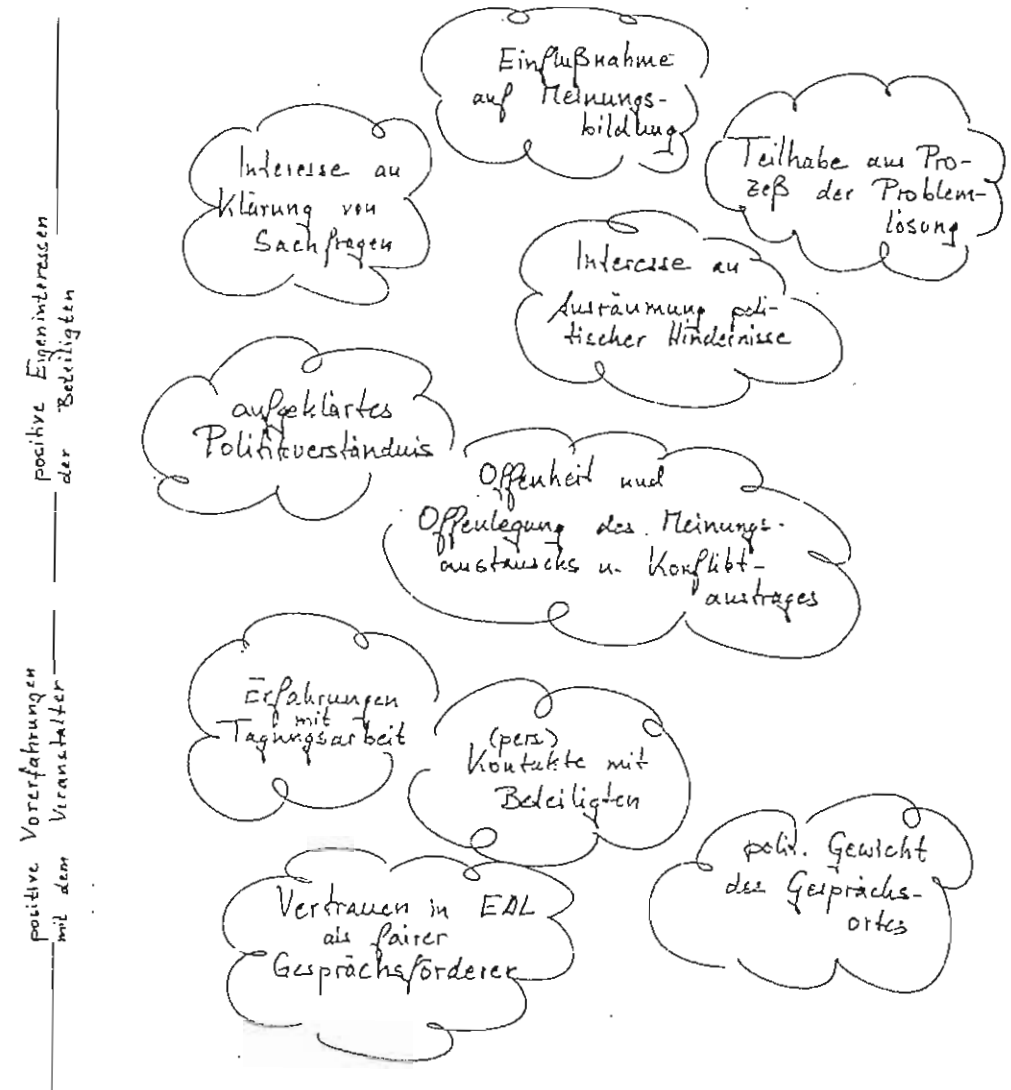 positive Eigeninteressen
der Beteiligten
Einflußnahme
auf Meinungs-
bildung
Teilhabe am Pro-
zeß der Problem-
lösung
Interesse an
Klärung von
Sachfragen
Interesse an
Ausräumung poli-
tischer Hindernisse
aufgeklärtes
Politikverständnis
Offenheit und
Offenlegung des Meinungs-
austauschs u. Konflikt-
austrages
positive Vorerfahrungen
mit dem Veranstalter
Erfahrungen
mit
Tagungsarbeit
(pers)
Kontakte mit
Beteiligten
polit. Gewicht
des Gesprächs-
ortes
Vertrauen in EAL
als fairer
Gesprächsförderer